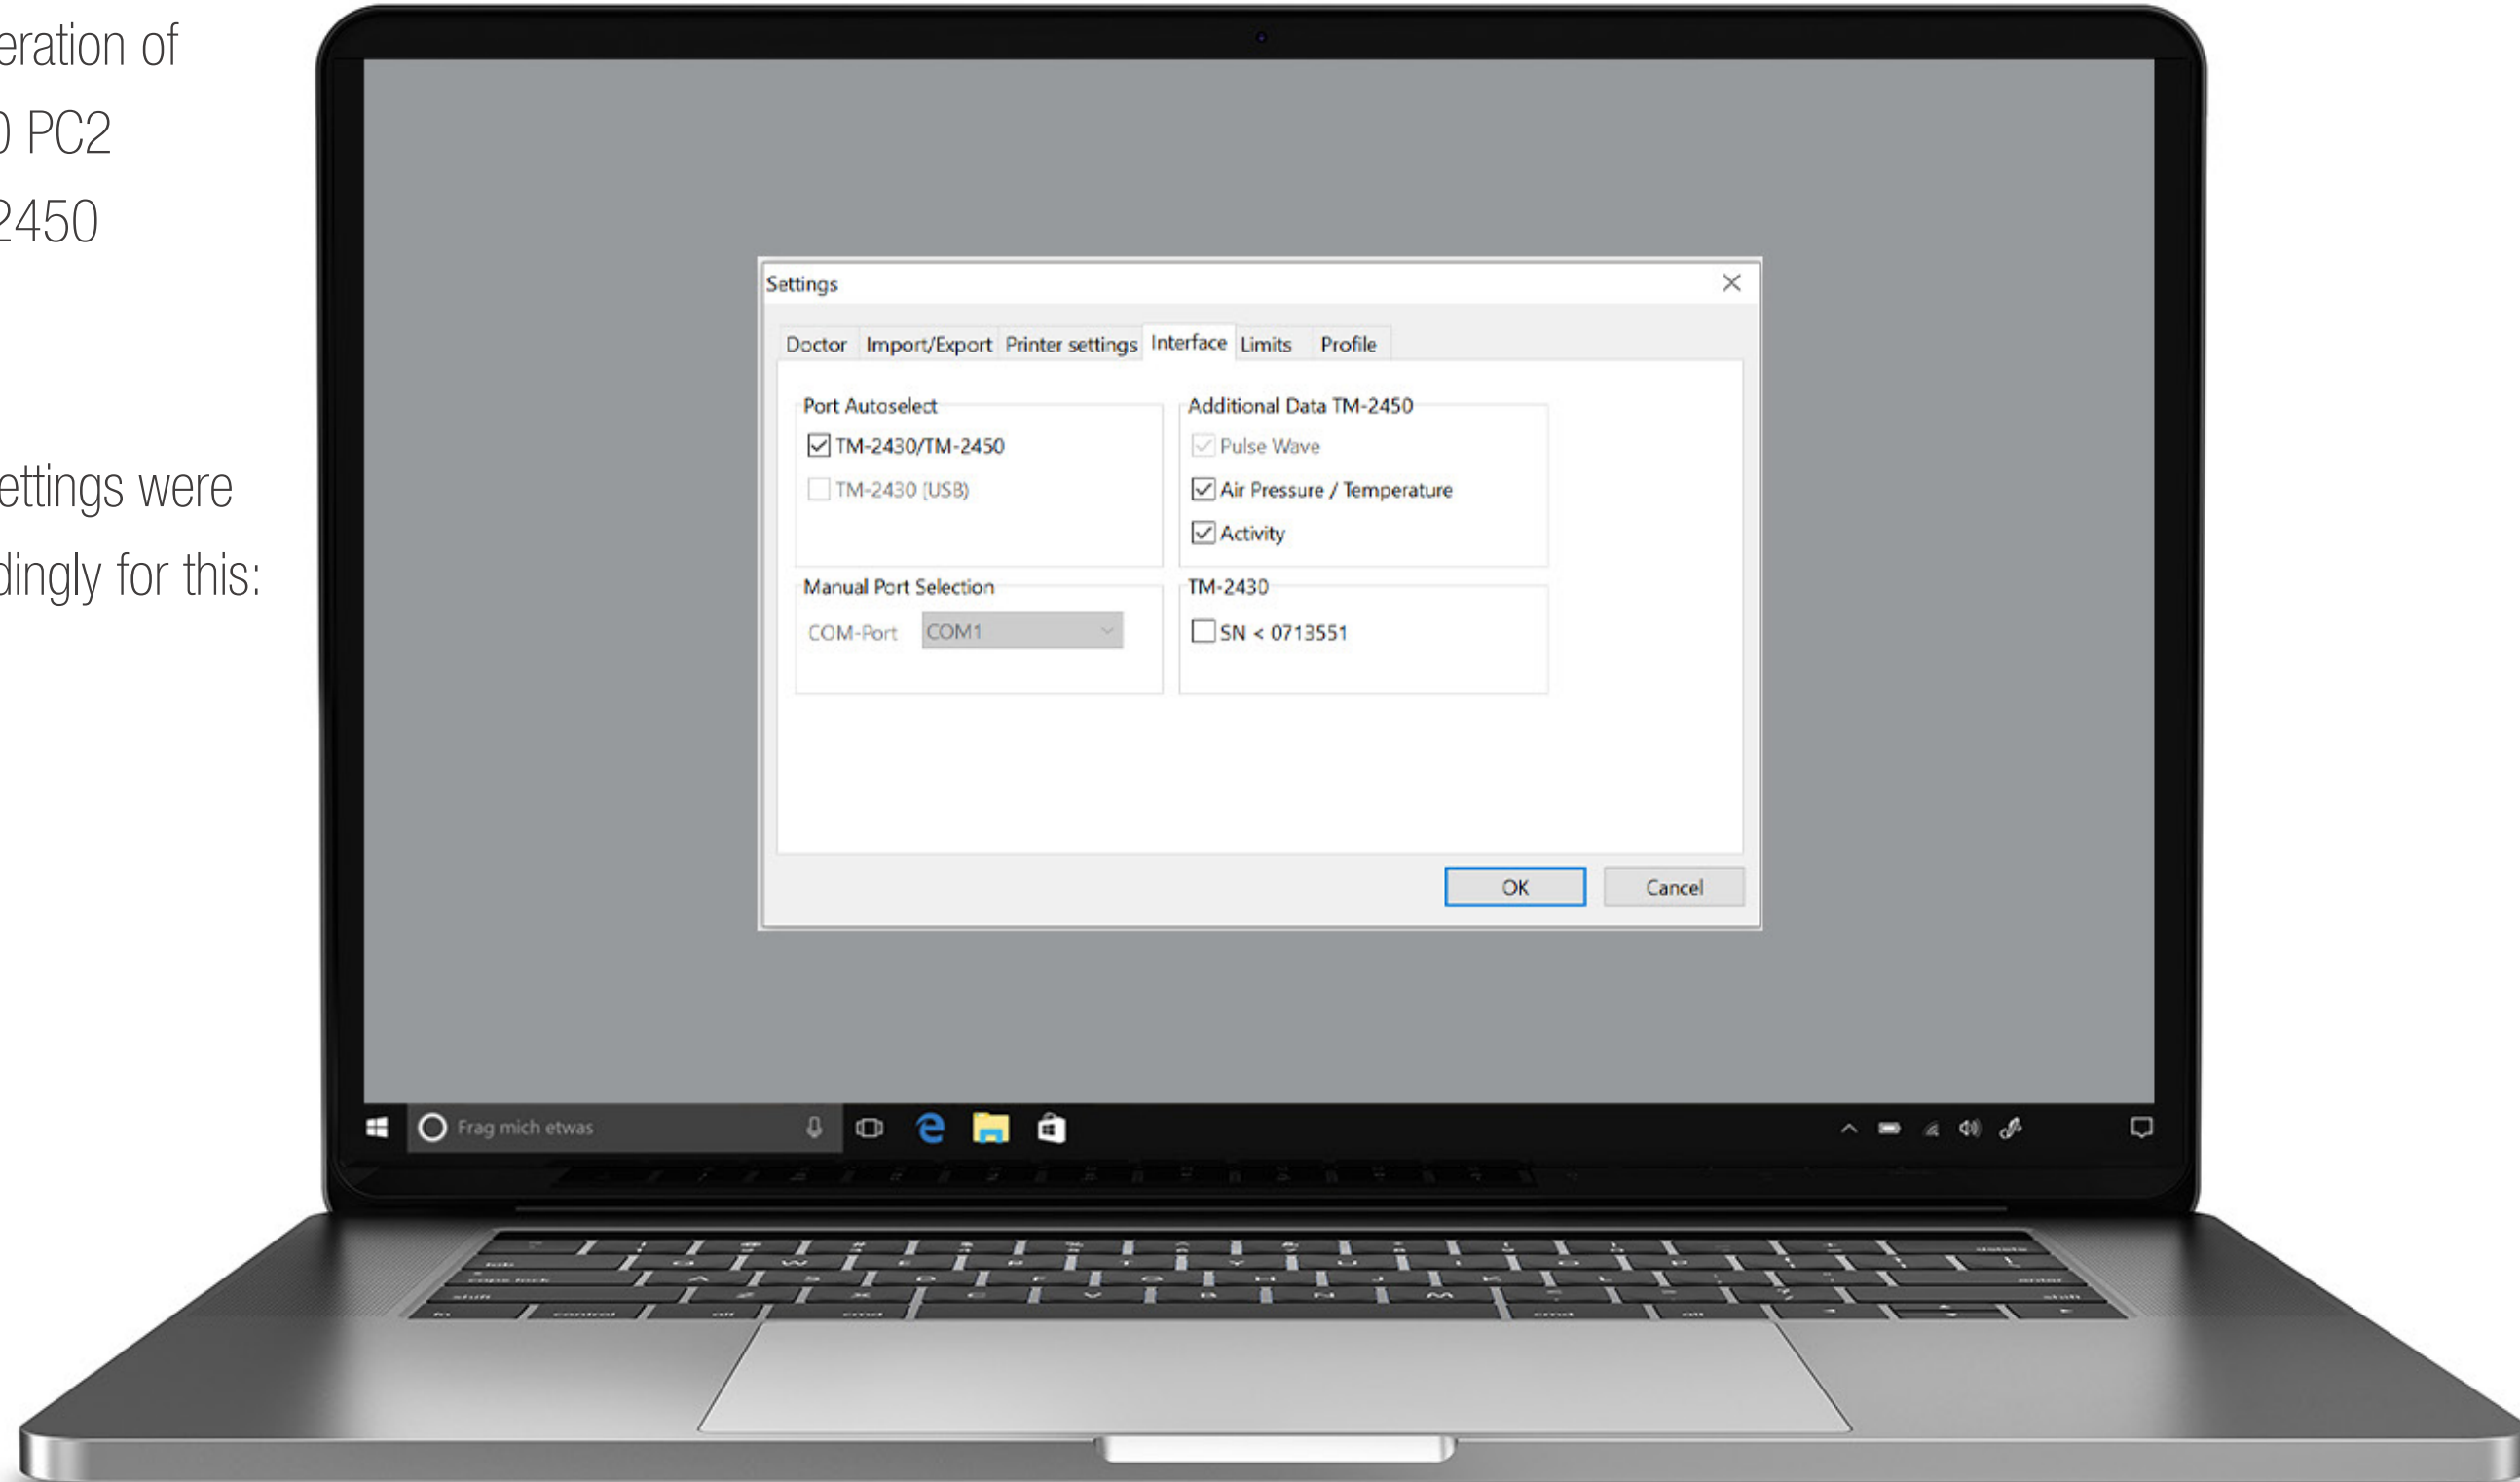 eration of
0 PC2
2450
ettings were
dingly for this:
Settings
Doctor Import/Export Printer settings Interface Limits Profile
Port Autoselect
TM-2430/TM-2450
TM-2430 (USB)
Additional Data TM-2450
Pulse Wave
Air Pressure / Temperature
Activity
Manual Port Selection
COM-Port COM1
TM-2430
SN < 0713551
OK Cancel
Frag mich etwas